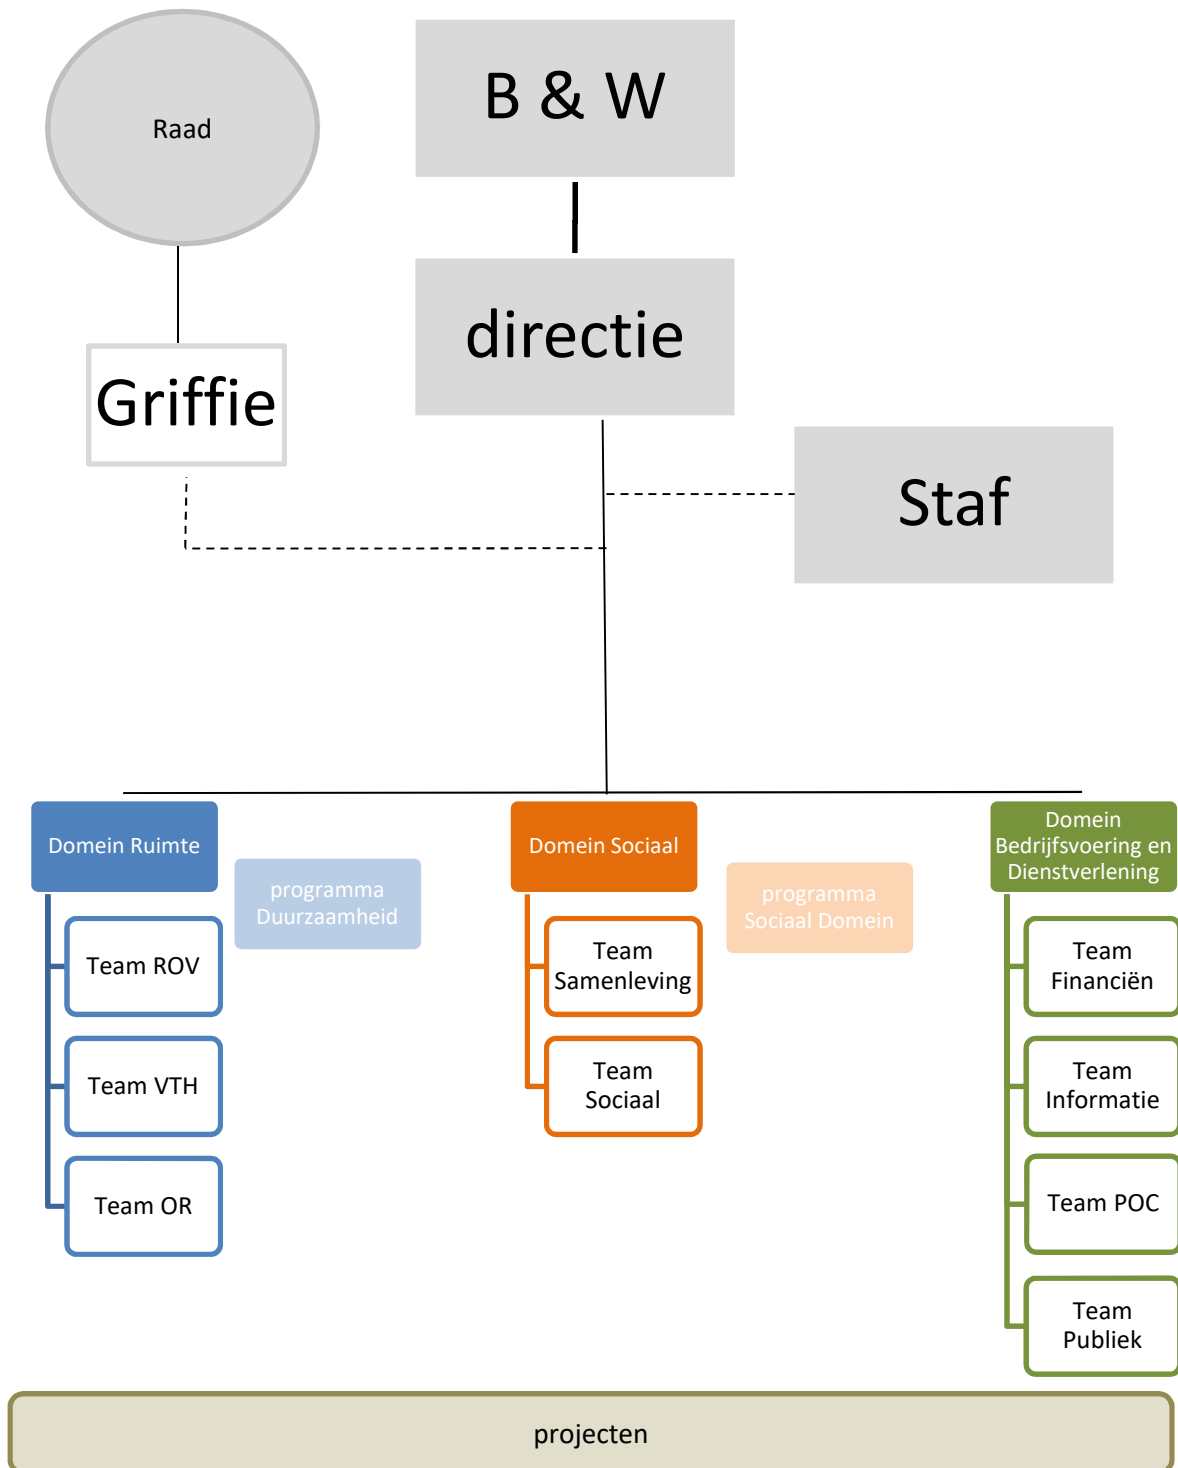 Raad
B & W
directie
Griffie
Staf
Domein Ruimte
programma
Duurzaamheid
Team ROV
Team VTH
Team OR
Domein Sociaal
programma
Sociaal Domein
Team
Samenleving
Team
Sociaal
Domein
Bedrijfsvoering en
Dienstverlening
Team
Financiën
Team
Informatie
Team POC
Team
Publiek
projecten